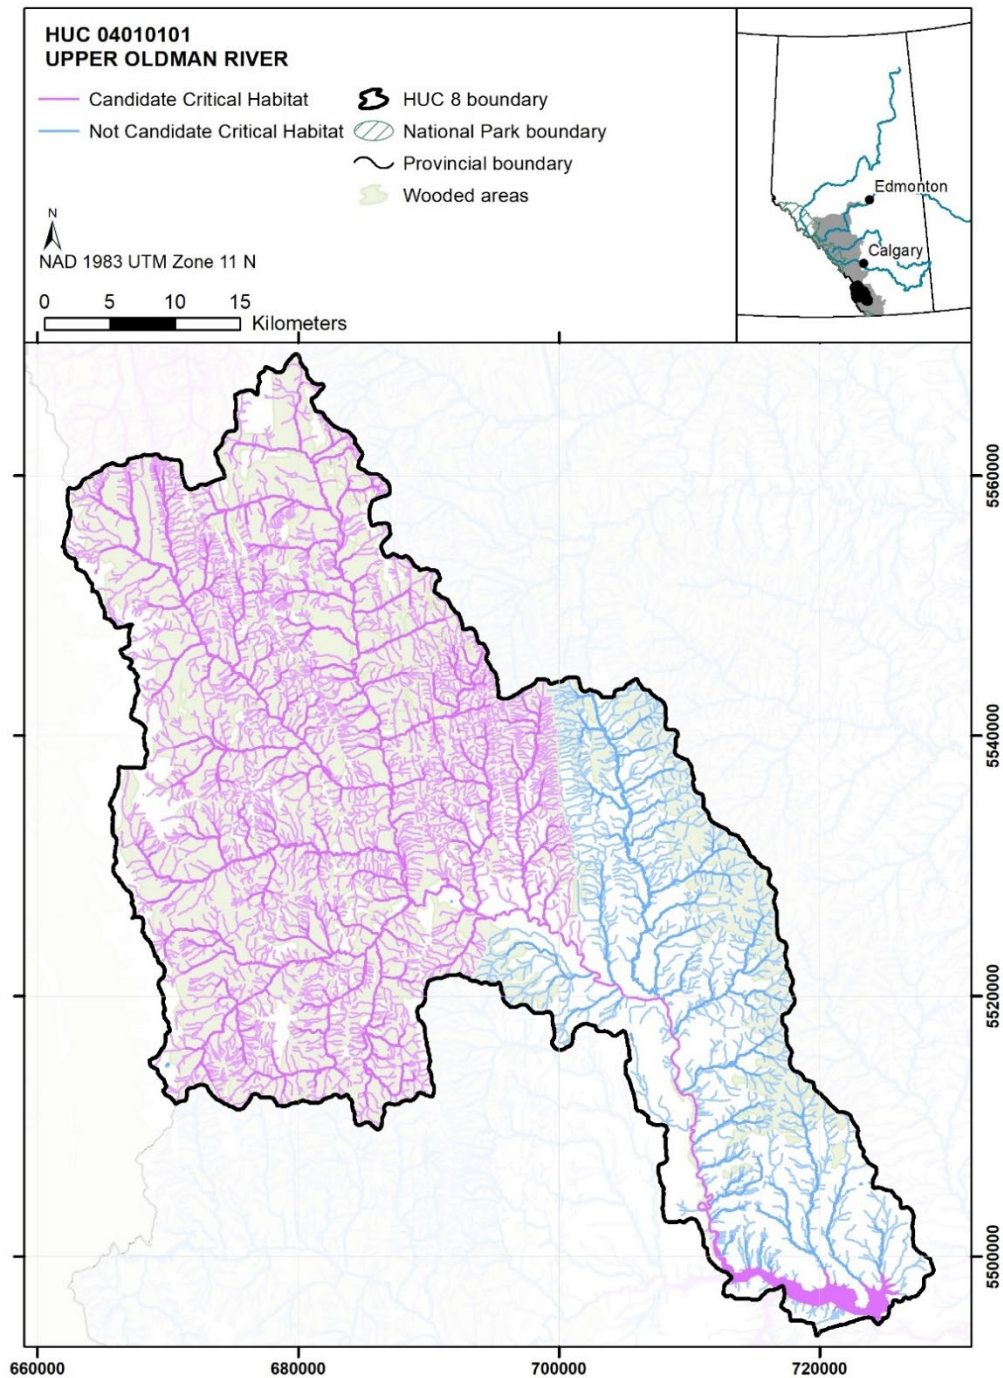 HUC 04010101
UPPER OLDMAN RIVER
Candidate Critical Habitat
Not Candidate Critical Habitat
HUC 8 boundary
National Park boundary
Provincial boundary
Wooded areas
N
NAD 1983 UTM Zone 11 N
0 5 10 15
Kilometers
Edmonton
Calgary
5560000
5540000
5520000
5500000
660000 680000 700000 720000